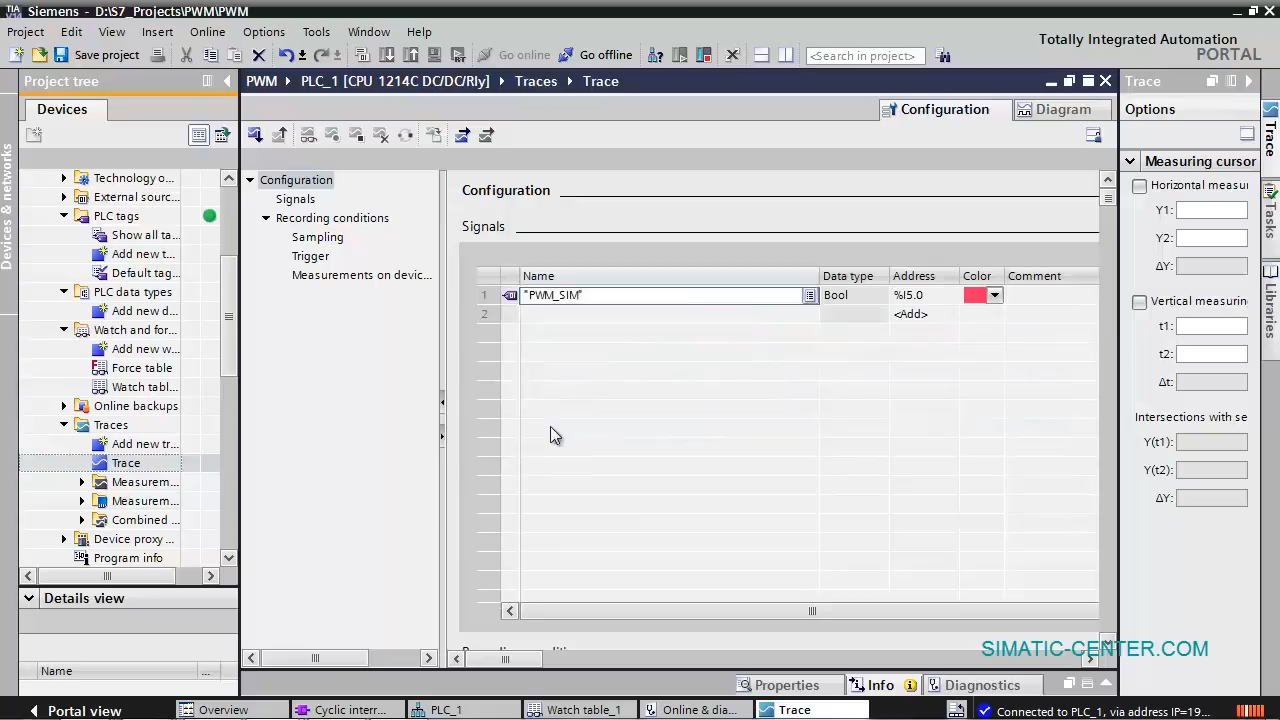 TIA V14 Siemens - D:\S7_Projects\PWM\PWM
Project Edit View Insert Online Options Tools Window Help
Totally Integrated Automation
PORTAL
Save project Go online Go offline <Search in project>
Project tree
PWM PLC_1 [CPU 1214C DC/DC/Rly] Traces Trace
Trace
Devices
Configuration Diagram
Options
Devices & networks
Technology o...
External sourc...
PLC tags
Show all ta...
Add new t...
Default tag...
PLC data types
Add new d...
Watch and for...
Add new w...
Force table
Watch tabl...
Online backups
Traces
Add new tr...
Trace
Measurem...
Measurem...
Combined ...
Device proxy ...
Program info
Details view
Name ...
Configuration
Signals
Recording conditions
Sampling
Trigger
Measurements on devic...
Configuration
Signals
Name Data type Address Color Comment
1 "PWM_SIM" Bool %I5.0
2 <Add>
Measuring cursor
Horizontal measur
Y1:
Y2:
ΔY:
Vertical measuring
t1:
t2:
Δt:
Intersections with se
Y(t1):
Y(t2):
ΔY:
Trace
Tasks
Libraries
SIMATIC-CENTER.COM
Properties Info Diagnostics
Portal view Overview Cyclic interr... PLC_1 Watch table_1 Online & dia... Trace Connected to PLC_1, via address IP=19...